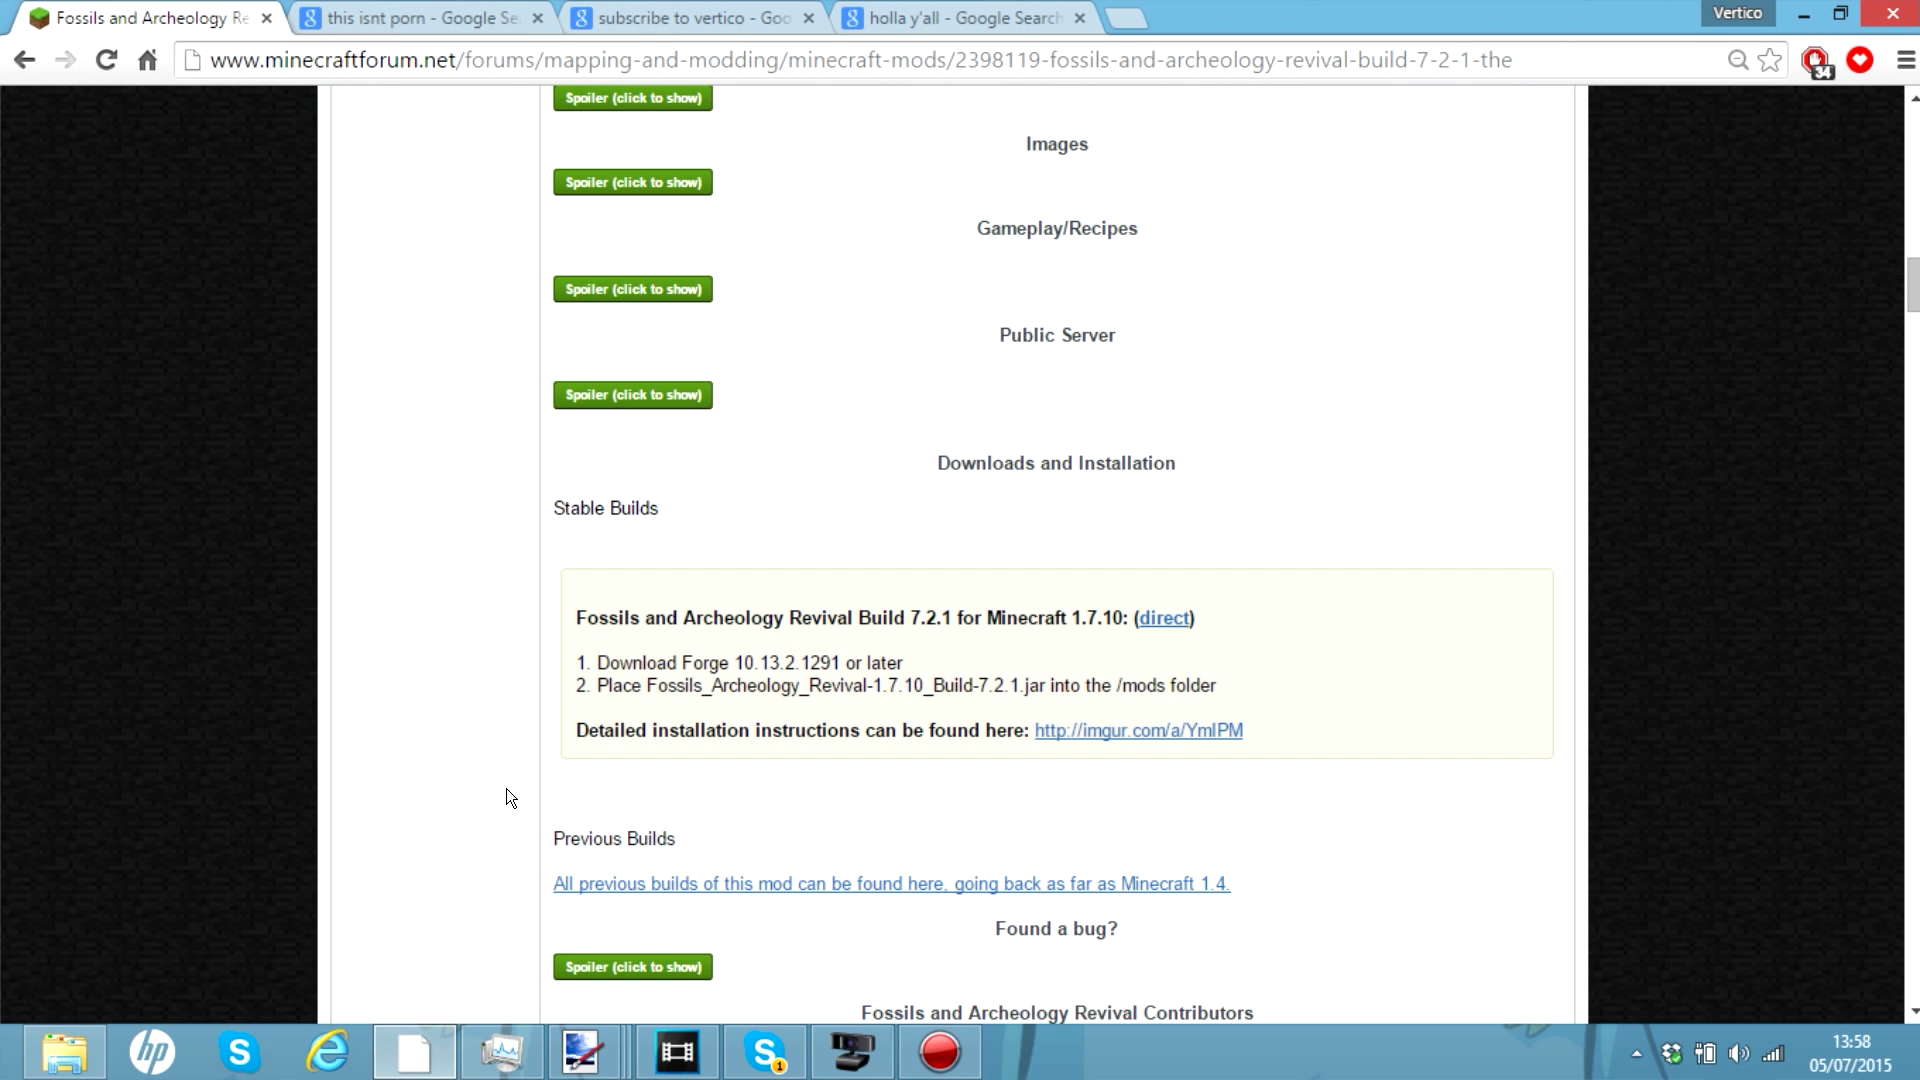 Fossils and Archeology Re
this isnt porn - Google Se
subscribe to vertico - Goo
holla y'all - Google Search
Vertico
www.minecraftforum.net/forums/mapping-and-modding/minecraft-mods/2398119-fossils-and-archeology-revival-build-7-2-1-the
34
Spoiler (click to show)
Images
Spoiler (click to show)
Gameplay/Recipes
Spoiler (click to show)
Public Server
Spoiler (click to show)
Downloads and Installation
Stable Builds
Fossils and Archeology Revival Build 7.2.1 for Minecraft 1.7.10: (direct)
1. Download Forge 10.13.2.1291 or later
2. Place Fossils_Archeology_Revival-1.7.10_Build-7.2.1.jar into the /mods folder
Detailed installation instructions can be found here: http://imgur.com/a/YmIPM
Previous Builds
All previous builds of this mod can be found here, going back as far as Minecraft 1.4.
Found a bug?
Spoiler (click to show)
Fossils and Archeology Revival Contributors
hp
1
13:58
05/07/2015